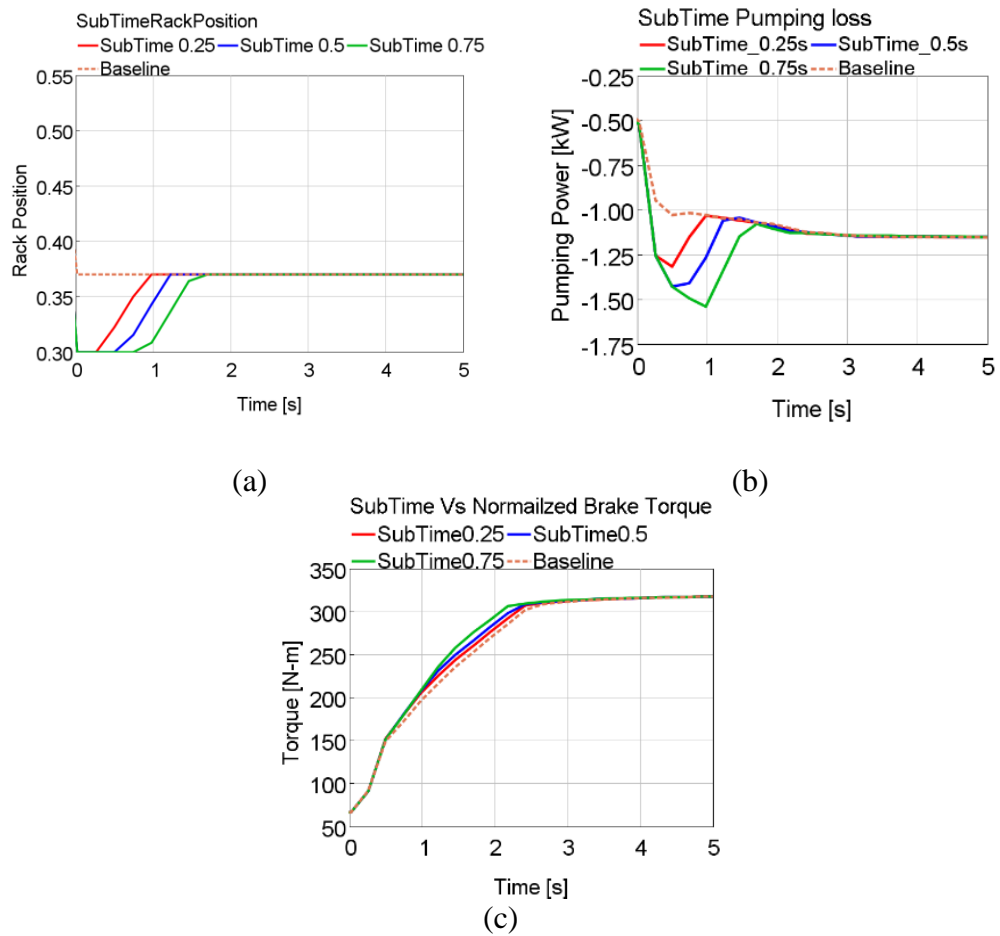 SubTimeRackPosition
SubTime 0.25 SubTime 0.5 SubTime 0.75
Baseline
0.55
0.50
0.45
0.40
0.35
0.30
Rack Position
0 1 2 3 4 5
Time [s]
(a)
SubTime Pumping loss
SubTime_0.25s SubTime_0.5s
SubTime_0.75s Baseline
-0.25
-0.50
-0.75
-1.00
-1.25
-1.50
-1.75
Pumping Power [kW]
0 1 2 3 4 5
Time [s]
(b)
SubTime Vs Normailzed Brake Torque
SubTime0.25 SubTime0.5
SubTime0.75 Baseline
350
300
250
200
150
100
50
Torque [N-m]
0 1 2 3 4 5
Time [s]
(c)